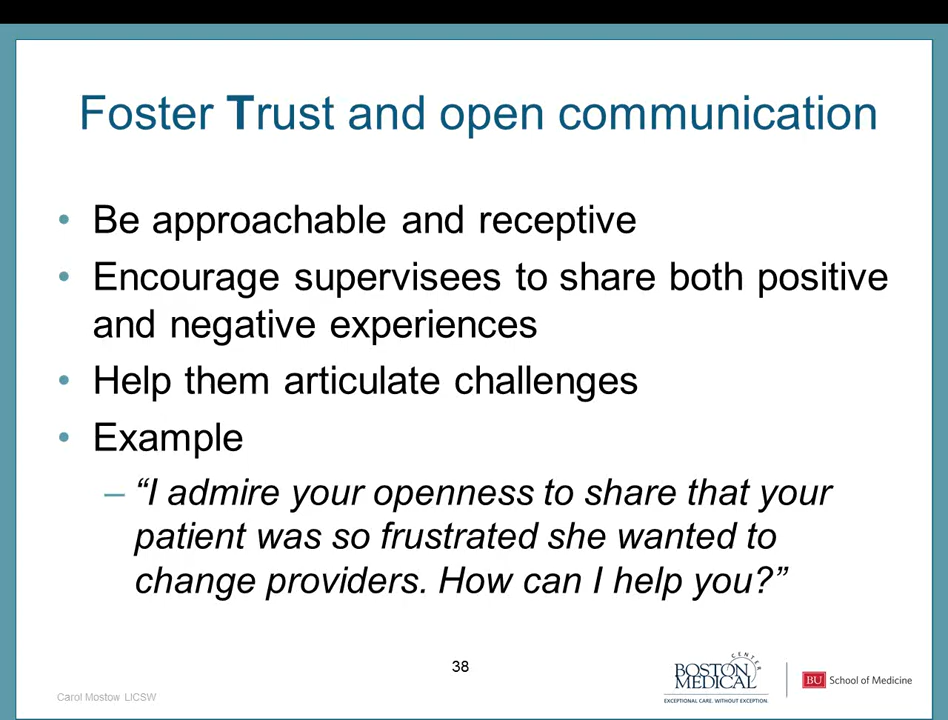 Foster Trust and open communication
• Be approachable and receptive
• Encourage supervisees to share both positive
and negative experiences
• Help them articulate challenges
• Example
– “I admire your openness to share that your
patient was so frustrated she wanted to
change providers. How can I help you?”
38
Carol Mostow LICSW
BOSTON
MEDICAL
CENTER
EXCEPTIONAL CARE. WITHOUT EXCEPTION.
BU School of Medicine